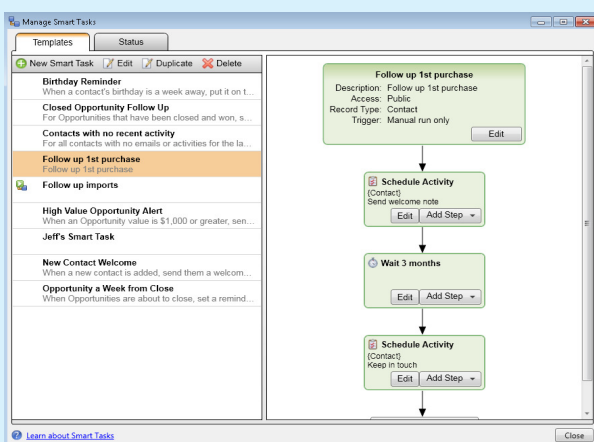 Manage Smart Tasks
Templates
Status
New Smart Task Edit Duplicate Delete
Birthday Reminder
When a contact's birthday is a week away, put it on t...
Closed Opportunity Follow Up
For Opportunities that have been closed and won, s...
Contacts with no recent activity
For all contacts with no emails or activities for the la...
Follow up 1st purchase
Follow up 1st purchase
Follow up imports
High Value Opportunity Alert
When an Opportunity value is $1,000 or greater, sen...
Jeff's Smart Task
New Contact Welcome
When a new contact is added, send them a welcom...
Opportunity a Week from Close
When Opportunities are about to close, set a remind...
Follow up 1st purchase
Description: Follow up 1st purchase
Access: Public
Record Type: Contact
Trigger: Manual run only
Edit
Schedule Activity
{Contact}
Send welcome note
Edit Add Step
Wait 3 months
Edit Add Step
Schedule Activity
{Contact}
Keep in touch
Edit Add Step
Learn about Smart Tasks
Close